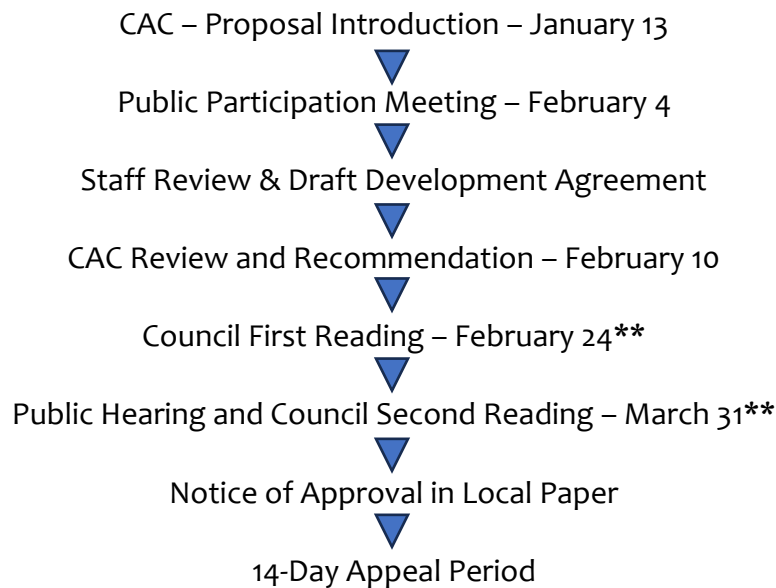 CAC – Proposal Introduction – January 13
Public Participation Meeting – February 4
Staff Review & Draft Development Agreement
CAC Review and Recommendation – February 10
Council First Reading – February 24**
Public Hearing and Council Second Reading – March 31**
Notice of Approval in Local Paper
14-Day Appeal Period